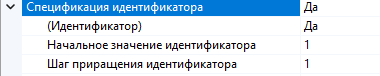 Спецификация идентификатора Да
(Идентификатор) Да
Начальное значение идентификатора 1
Шаг приращения идентификатора 1